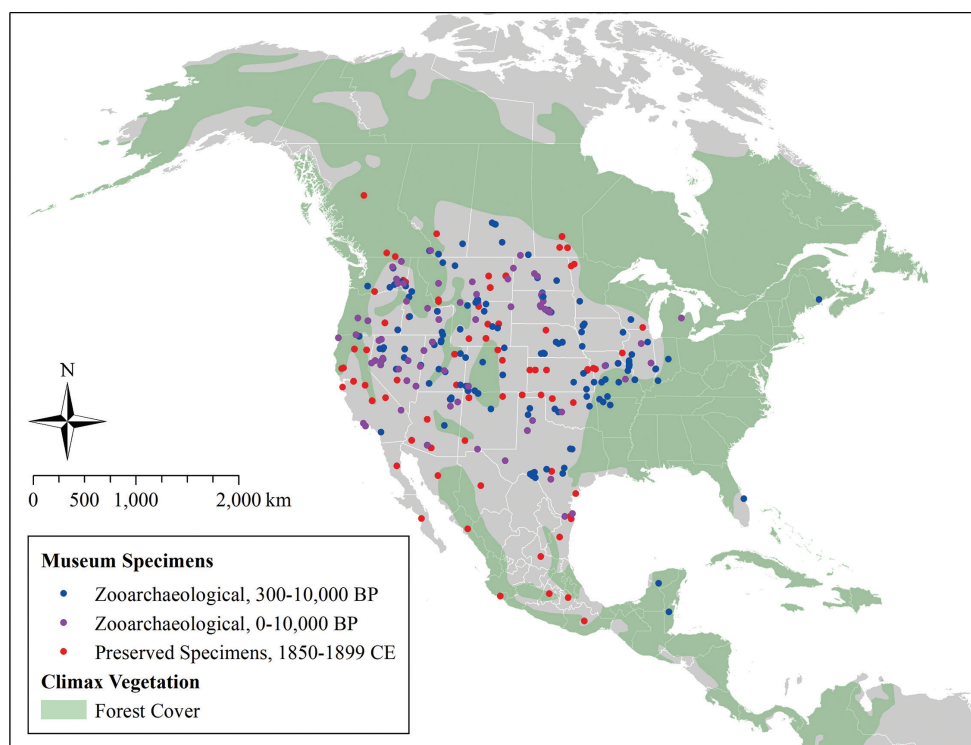 N
0 500 1,000 2,000 km
Museum Specimens
Zooarchaeological, 300-10,000 BP
Zooarchaeological, 0-10,000 BP
Preserved Specimens, 1850-1899 CE
Climax Vegetation
Forest Cover